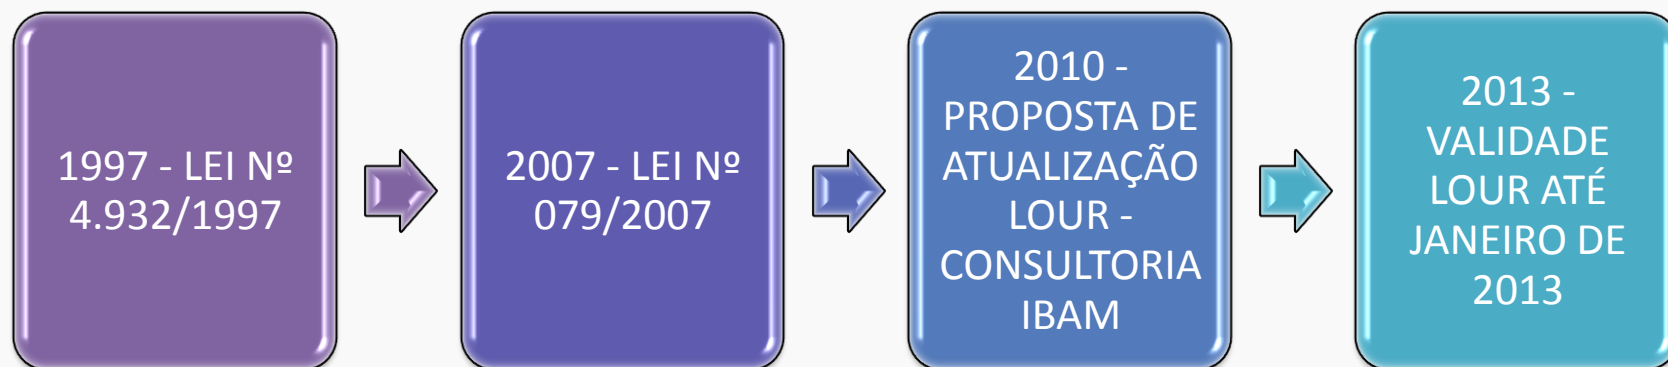 1997 - LEI Nº
4.932/1997
2007 - LEI Nº
079/2007
2010 -
PROPOSTA DE
ATUALIZAÇÃO
LOUR -
CONSULTORIA
IBAM
2013 -
VALIDADE
LOUR ATÉ
JANEIRO DE
2013